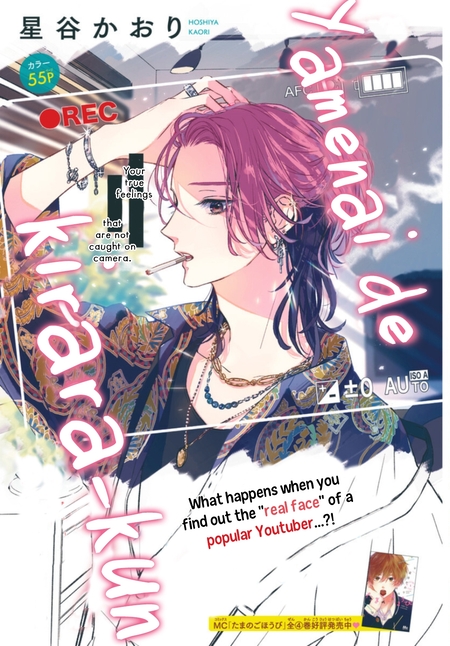 星谷かおり HOSHIYA
KAORI
カラー
55P
REC
AFC
Yamenai de
kirara-kun
Your
true
feelings
that
are not
caught on
camera.
±0 AUTO
ISO A
What happens when you
find out the "real face" of a
popular Youtuber...?!
MC「たまのごほうび」全④巻好評発売中